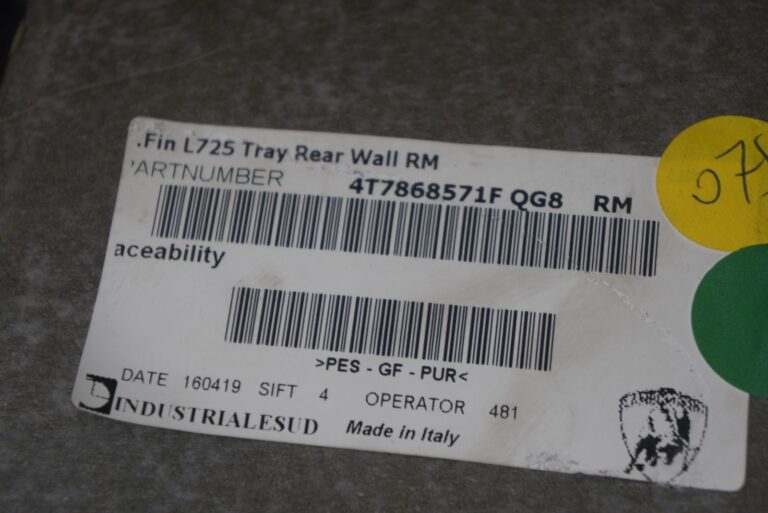 .Fin L725 Tray Rear Wall RM
PARTNUMBER 4T7868571F QG8 RM
aceability
>PES - GF - PUR<
DATE 160419 SIFT 4 OPERATOR 481
INDUSTRIALESUD Made in Italy